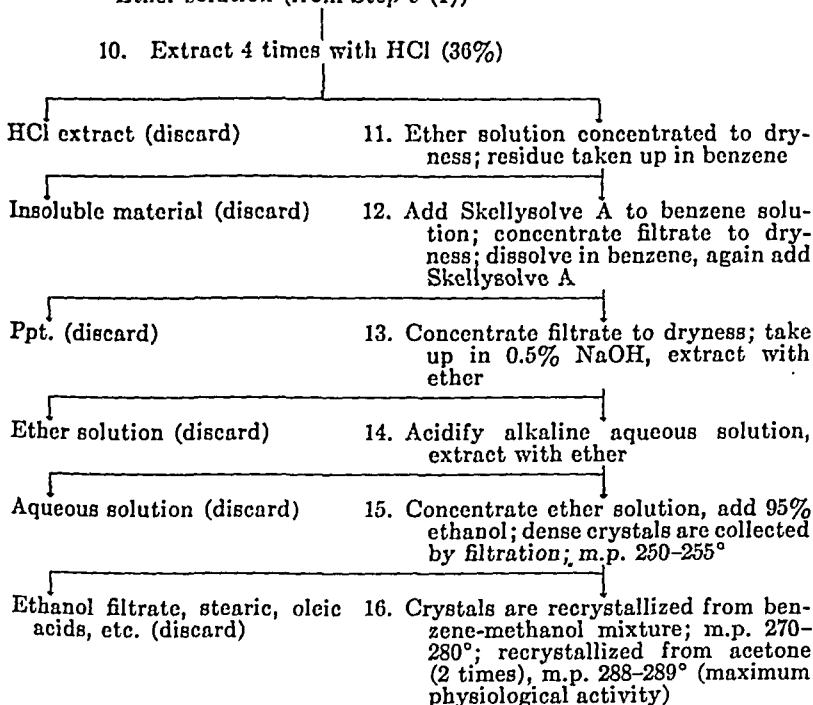 10. Extract 4 times with HCl (36%)
HCl extract (discard)
11. Ether solution concentrated to dry-
ness; residue taken up in benzene
Insoluble material (discard)
12. Add Skellysolve A to benzene solu-
tion; concentrate filtrate to dry-
ness; dissolve in benzene, again add
Skellysolve A
Ppt. (discard)
13. Concentrate filtrate to dryness; take
up in 0.5% NaOH, extract with
ether
Ether solution (discard)
14. Acidify alkaline aqueous solution,
extract with ether
Aqueous solution (discard)
15. Concentrate ether solution, add 95%
ethanol; dense crystals are collected
by filtration; m.p. 250–255°
Ethanol filtrate, stearic, oleic
acids, etc. (discard)
16. Crystals are recrystallized from ben-
zene-methanol mixture; m.p. 270–
280°; recrystallized from acetone
(2 times), m.p. 288–289° (maximum
physiological activity)